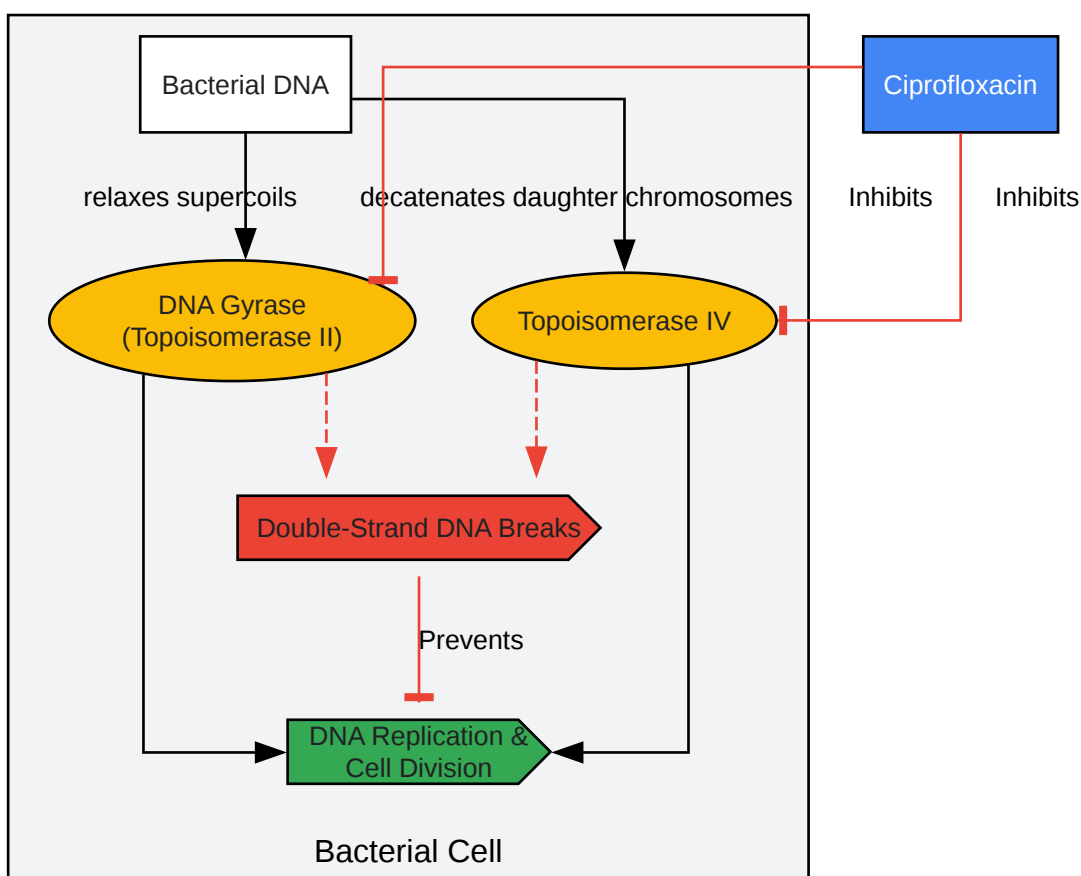 Bacterial DNA
Ciprofloxacin
relaxes supercoils
decatenates daughter chromosomes
Inhibits
Inhibits
DNA Gyrase
(Topoisomerase II)
Topoisomerase IV
Double-Strand DNA Breaks
Prevents
DNA Replication &
Cell Division
Bacterial Cell